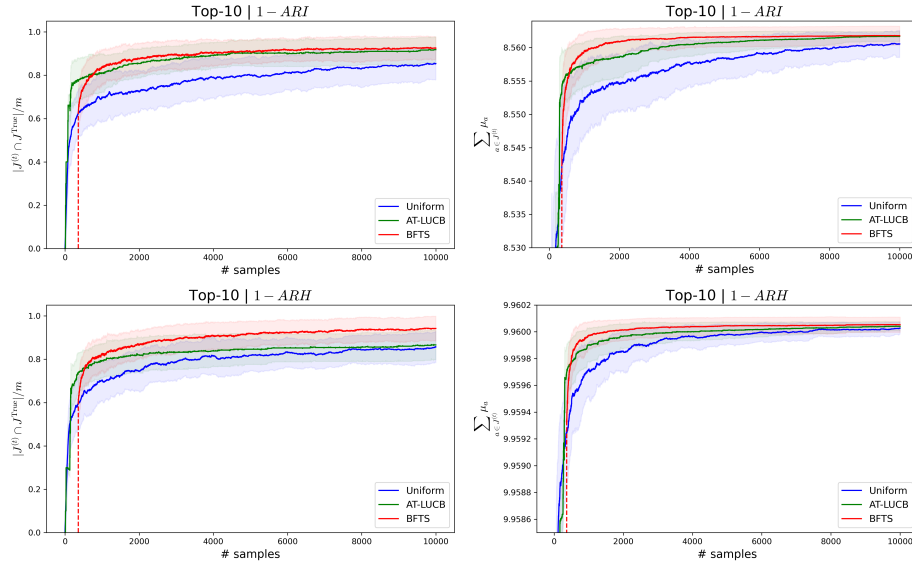 Top-10 | 1 − ARI
|J^(t) ∩ J^True|/m
1.0
0.8
0.6
0.4
0.2
0.0
0 2000 4000 6000 8000 10000
# samples
Uniform
AT-LUCB
BFTS
Top-10 | 1 − ARI
∑_{a ∈ J^(t)} μ_a
8.560
8.555
8.550
8.545
8.540
8.535
8.530
0 2000 4000 6000 8000 10000
# samples
Uniform
AT-LUCB
BFTS
Top-10 | 1 − ARH
|J^(t) ∩ J^True|/m
1.0
0.8
0.6
0.4
0.2
0.0
0 2000 4000 6000 8000 10000
# samples
Uniform
AT-LUCB
BFTS
Top-10 | 1 − ARH
∑_{a ∈ J^(t)} μ_a
9.9602
9.9600
9.9598
9.9596
9.9594
9.9592
9.9590
9.9588
9.9586
0 2000 4000 6000 8000 10000
# samples
Uniform
AT-LUCB
BFTS